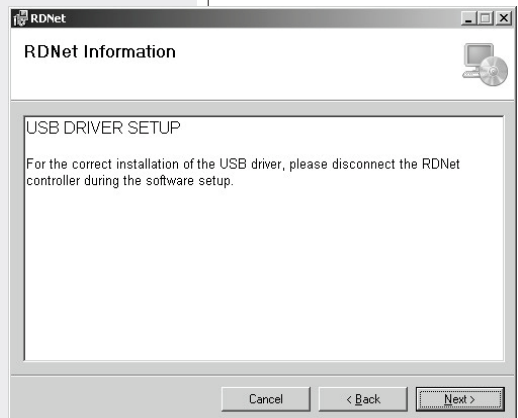 RDNet
RDNet Information
USB DRIVER SETUP
For the correct installation of the USB driver, please disconnect the RDNet
controller during the software setup.
Cancel
< Back
Next >